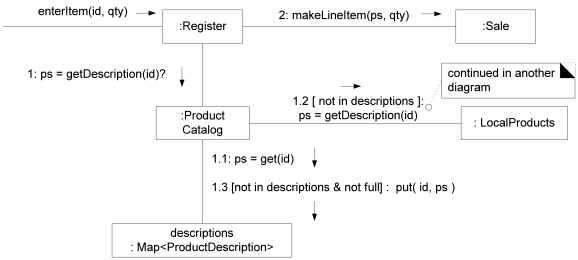 enterItem(id, qty)
:Register
2: makeLineItem(ps, qty)
:Sale
1: ps = getDescription(id)?
continued in another
diagram
1.2 [ not in descriptions ]:
ps = getDescription(id)
:Product
Catalog
: LocalProducts
1.1: ps = get(id)
1.3 [not in descriptions & not full] : put( id, ps )
descriptions
: Map<ProductDescription>